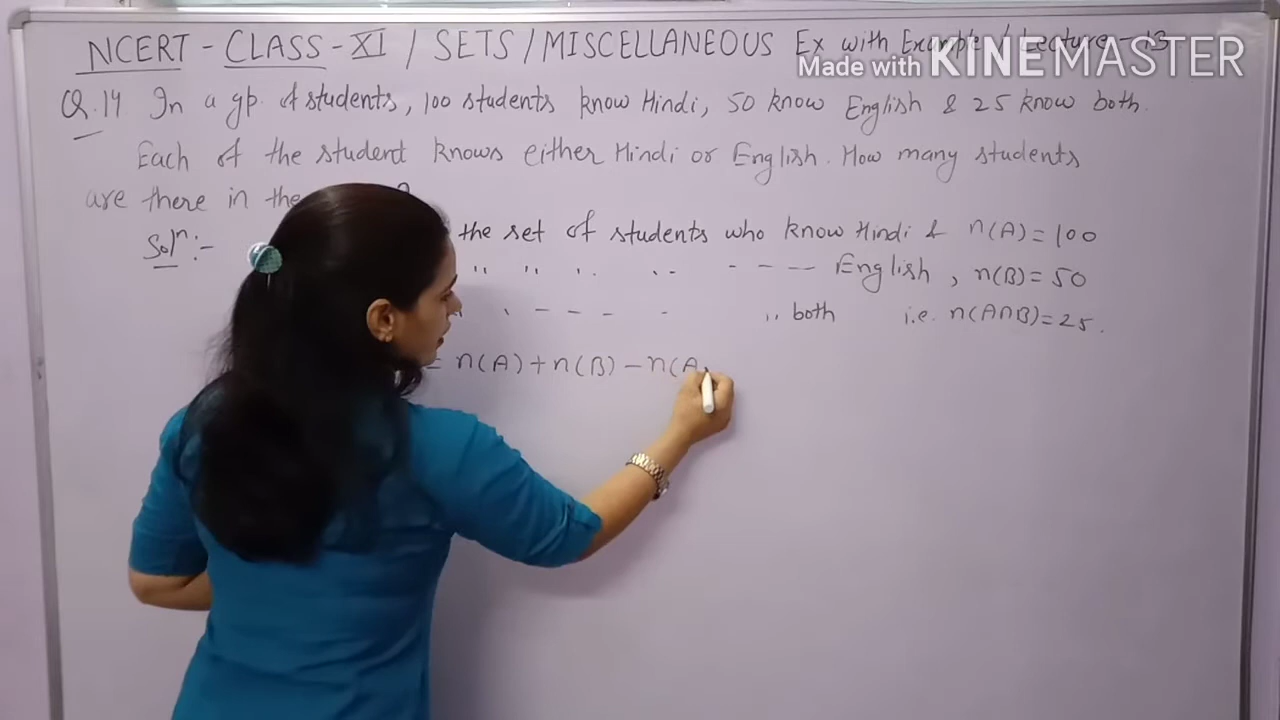 NCERT - CLASS - XI / SETS / MISCELLANEOUS Ex with Example / Lecture - 13
Made with KINEMASTER
Q.14 In a gp. of students, 100 students know Hindi, 50 know English & 25 know both.
Each of the student knows either Hindi or English. How many students
are there in the
Solⁿ :- the set of students who know Hindi & n(A) = 100
" " " " - - - English, n(B) = 50
" " - - - - " both i.e. n(A∩B) = 25.
= n(A) + n(B) - n(A